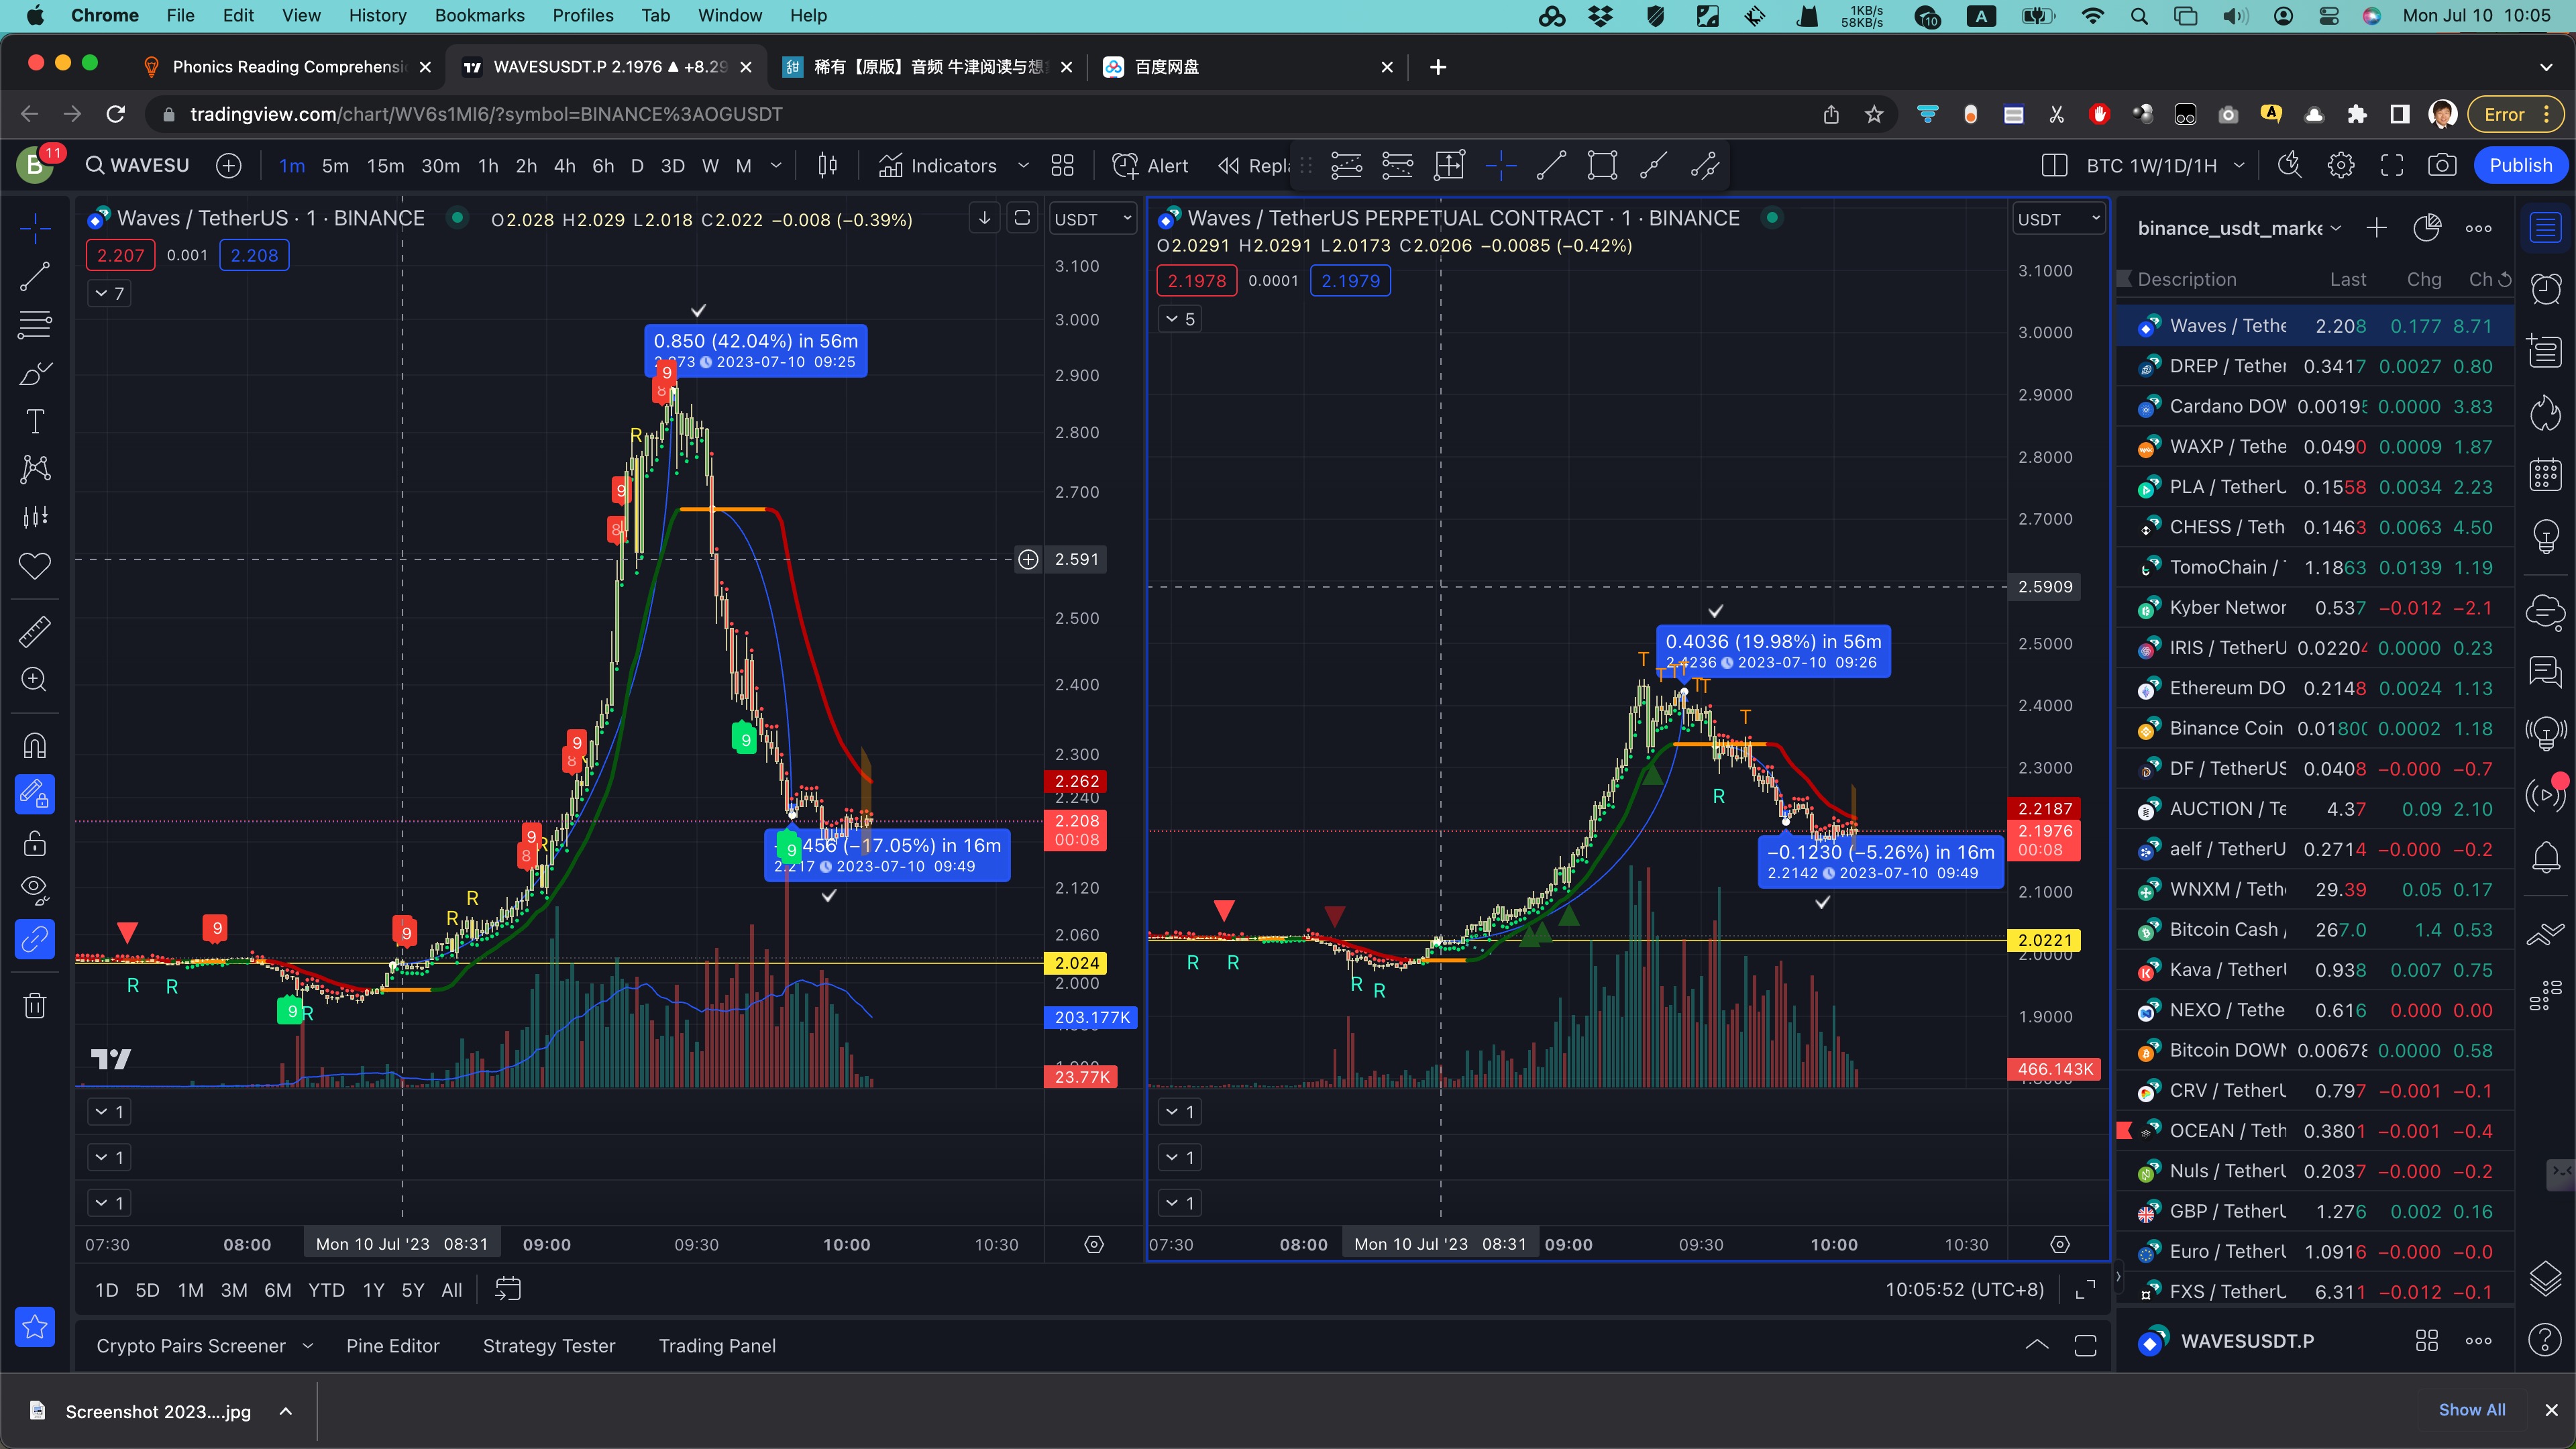 Chrome File Edit View History Bookmarks Profiles Tab Window Help
1KB/s
58KB/s
10
A
Mon Jul 10 10:05
Phonics Reading Comprehensi
WAVESUSDT.P 2.1976 ▲ +8.29
甜 稀有【原版】音频 牛津阅读与想
百度网盘
tradingview.com/chart/WV6s1MI6/?symbol=BINANCE%3AOGUSDT
Error
B 11
WAVESU
1m 5m 15m 30m 1h 2h 4h 6h D 3D W M
Indicators
Alert
Repla
BTC 1W/1D/1H
Publish
Waves / TetherUS · 1 · BINANCE
O2.028 H2.029 L2.018 C2.022 −0.008 (−0.39%)
USDT
2.207 0.001 2.208
7
0.850 (42.04%) in 56m
2023-07-10 09:25
9
8
R
9
8
9
8
9
9
8
R
456 (−17.05%) in 16m
9
2.217 2023-07-10 09:49
R
R
9
9
R
R
9
R
3.100
3.000
2.900
2.800
2.700
2.591
2.500
2.400
2.300
2.262
2.240
2.208
00:08
2.120
2.060
2.024
2.000
203.177K
23.77K
1
1
1
07:30 08:00 Mon 10 Jul '23 08:31 09:00 09:30 10:00 10:30
Waves / TetherUS PERPETUAL CONTRACT · 1 · BINANCE
O2.0291 H2.0291 L2.0173 C2.0206 −0.0085 (−0.42%)
USDT
2.1978 0.0001 2.1979
5
0.4036 (19.98%) in 56m
2.4236 2023-07-10 09:26
T
T
T
T
T
T
T
R
−0.1230 (−5.26%) in 16m
2.2142 2023-07-10 09:49
R
R
R
R
3.1000
3.0000
2.9000
2.8000
2.7000
2.5909
2.5000
2.4000
2.3000
2.2187
2.1976
00:08
2.1000
2.0221
2.0000
1.9000
466.143K
1
1
1
07:30 08:00 Mon 10 Jul '23 08:31 09:00 09:30 10:00 10:30
1D 5D 1M 3M 6M YTD 1Y 5Y All
10:05:52 (UTC+8)
Crypto Pairs Screener Pine Editor Strategy Tester Trading Panel
binance_usdt_marke
Description Last Chg Ch
Waves / Tethe 2.208 0.177 8.71
DREP / Tether 0.3417 0.0027 0.80
Cardano DOW 0.00195 0.0000 3.83
WAXP / Tethe 0.0490 0.0009 1.87
PLA / TetherU 0.1558 0.0034 2.23
CHESS / Teth 0.1463 0.0063 4.50
TomoChain / 1.1863 0.0139 1.19
Kyber Networ 0.537 −0.012 −2.1
IRIS / TetherU 0.02204 0.0000 0.23
Ethereum DO 0.2148 0.0024 1.13
Binance Coin 0.01800 0.0002 1.18
DF / TetherUS 0.0408 −0.000 −0.7
AUCTION / Te 4.37 0.09 2.10
aelf / TetherU 0.2714 −0.000 −0.2
WNXM / Teth 29.39 0.05 0.17
Bitcoin Cash / 267.0 1.4 0.53
Kava / TetherU 0.938 0.007 0.75
NEXO / Tethe 0.616 0.000 0.00
Bitcoin DOWN 0.00678 0.0000 0.58
CRV / TetherU 0.797 −0.001 −0.1
OCEAN / Teth 0.3801 −0.001 −0.4
Nuls / TetherU 0.2037 −0.000 −0.2
GBP / TetherU 1.276 0.002 0.16
Euro / TetherU 1.0916 −0.000 −0.0
FXS / TetherU 6.311 −0.012 −0.1
WAVESUSDT.P
Screenshot 2023....jpg
Show All